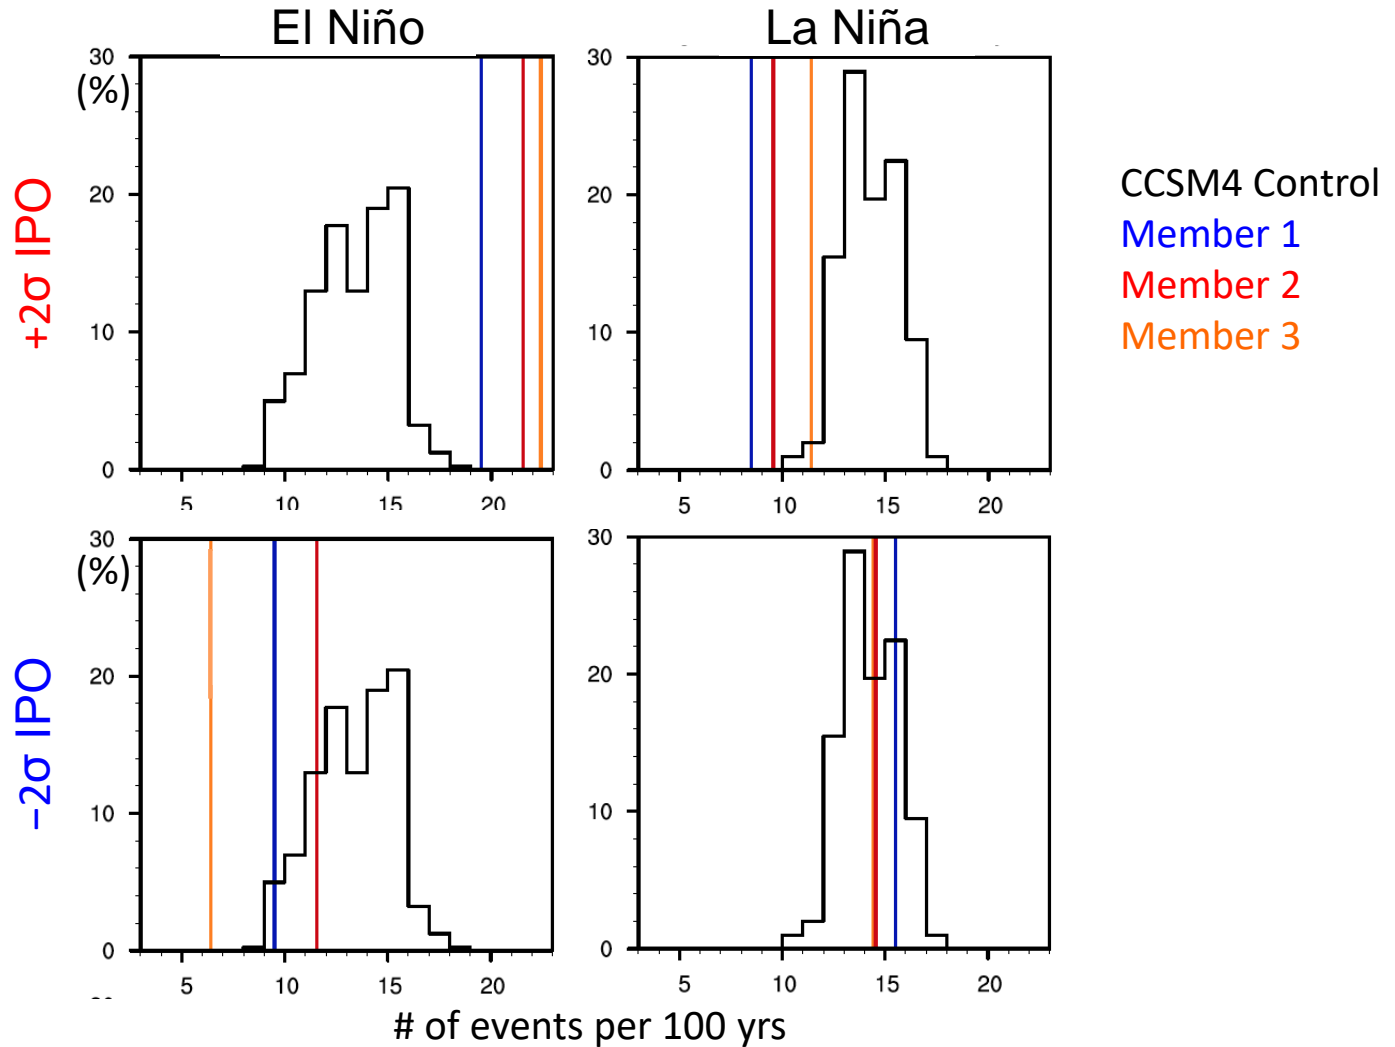 El Niño La Niña
30 30
(%)
20 20
10 10
0 0
5 10 15 20 5 10 15 20
+2σ IPO
CCSM4 Control
Member 1
Member 2
Member 3
30 30
(%)
20 20
10 10
0 0
5 10 15 20 5 10 15 20
−2σ IPO
# of events per 100 yrs